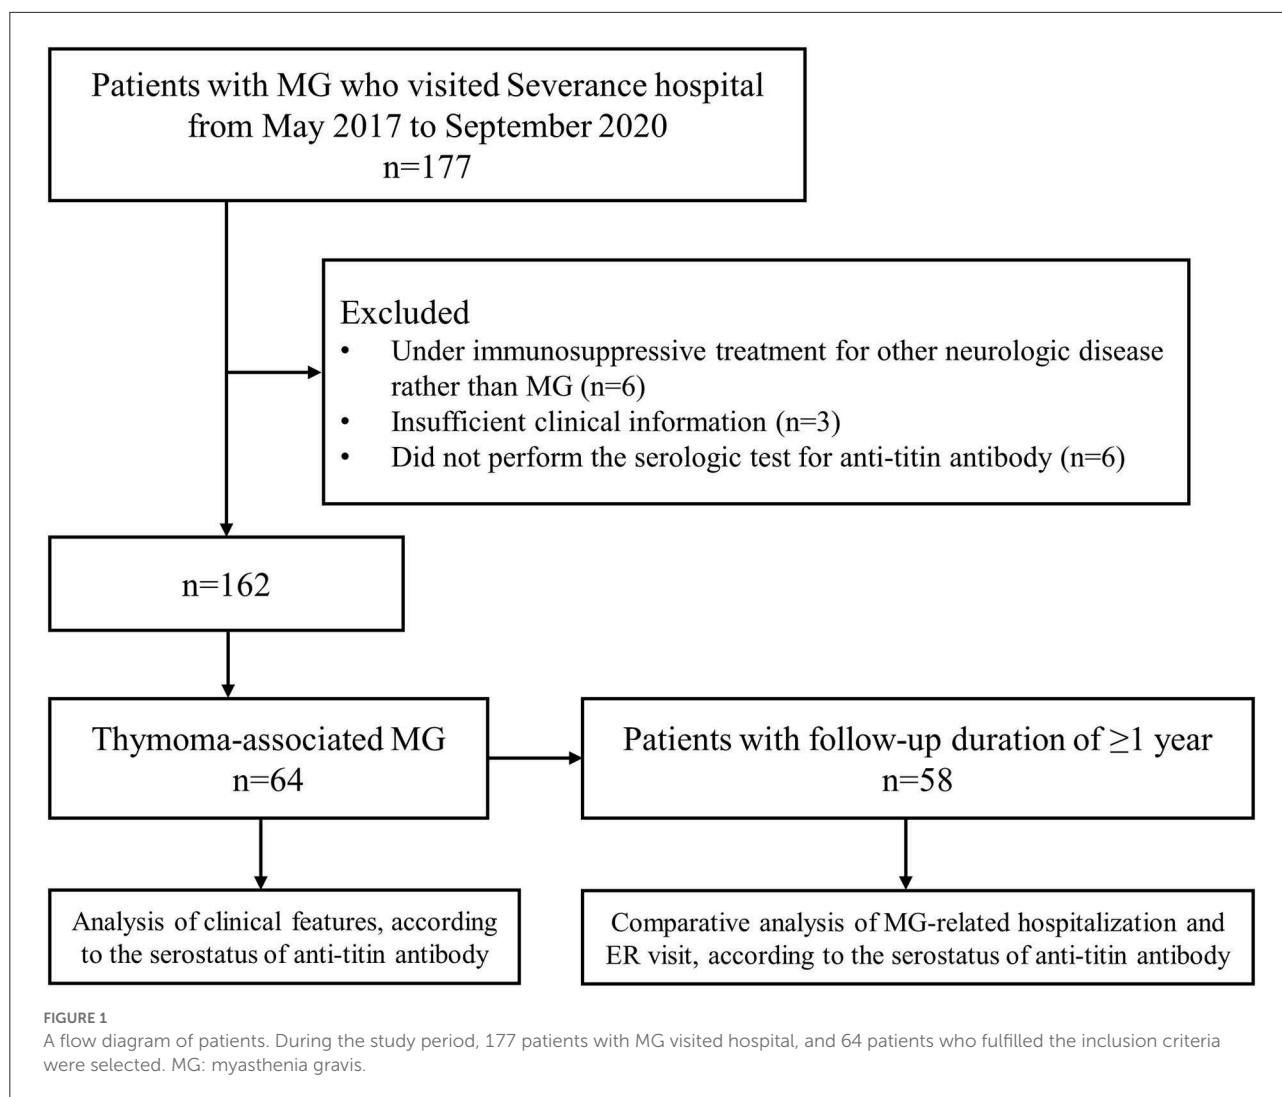 Patients with MG who visited Severance hospital
from May 2017 to September 2020
n=177
Excluded
• Under immunosuppressive treatment for other neurologic disease
rather than MG (n=6)
• Insufficient clinical information (n=3)
• Did not perform the serologic test for anti-titin antibody (n=6)
n=162
Thymoma-associated MG
n=64
Patients with follow-up duration of ≥1 year
n=58
Analysis of clinical features, according
to the serostatus of anti-titin antibody
Comparative analysis of MG-related hospitalization and
ER visit, according to the serostatus of anti-titin antibody
FIGURE 1
A flow diagram of patients. During the study period, 177 patients with MG visited hospital, and 64 patients who fulfilled the inclusion criteria
were selected. MG: myasthenia gravis.